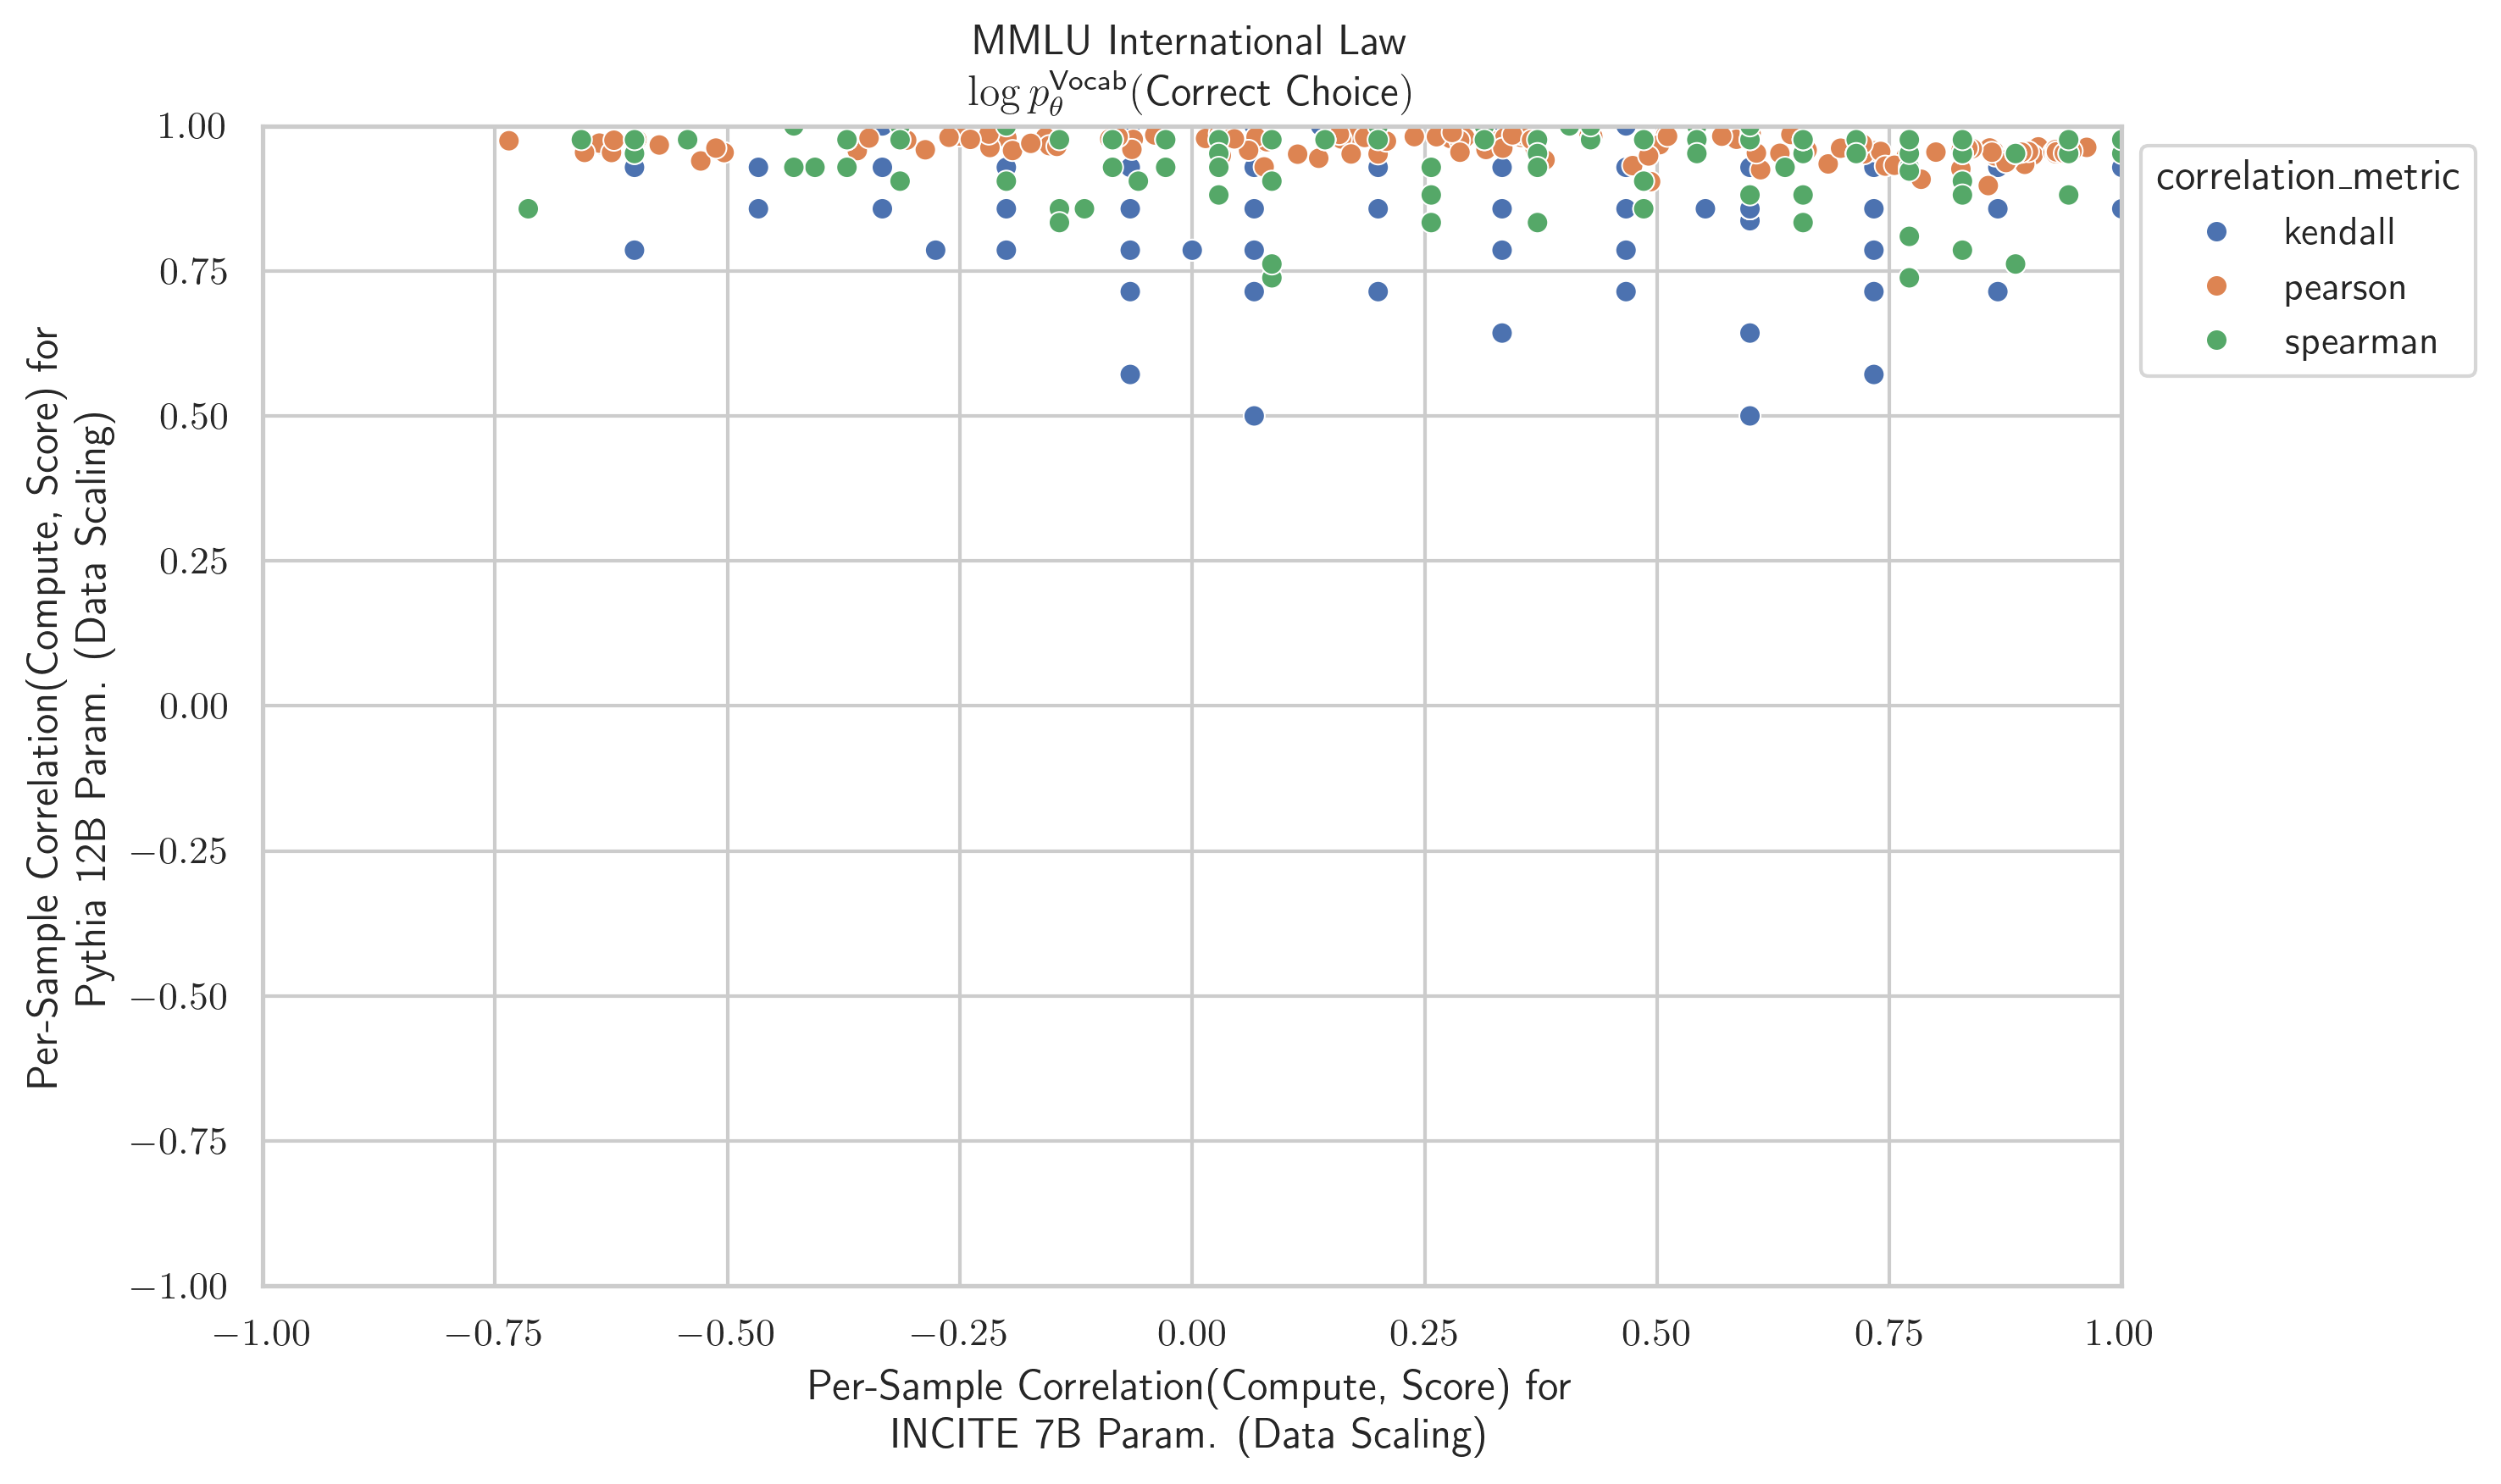 MMLU International Law
log p_θ^Vocab(Correct Choice)
1.00
0.75
0.50
0.25
0.00
−0.25
−0.50
−0.75
−1.00
Per-Sample Correlation(Compute, Score) for
Pythia 12B Param. (Data Scaling)
correlation_metric
kendall
pearson
spearman
−1.00 −0.75 −0.50 −0.25 0.00 0.25 0.50 0.75 1.00
Per-Sample Correlation(Compute, Score) for
INCITE 7B Param. (Data Scaling)